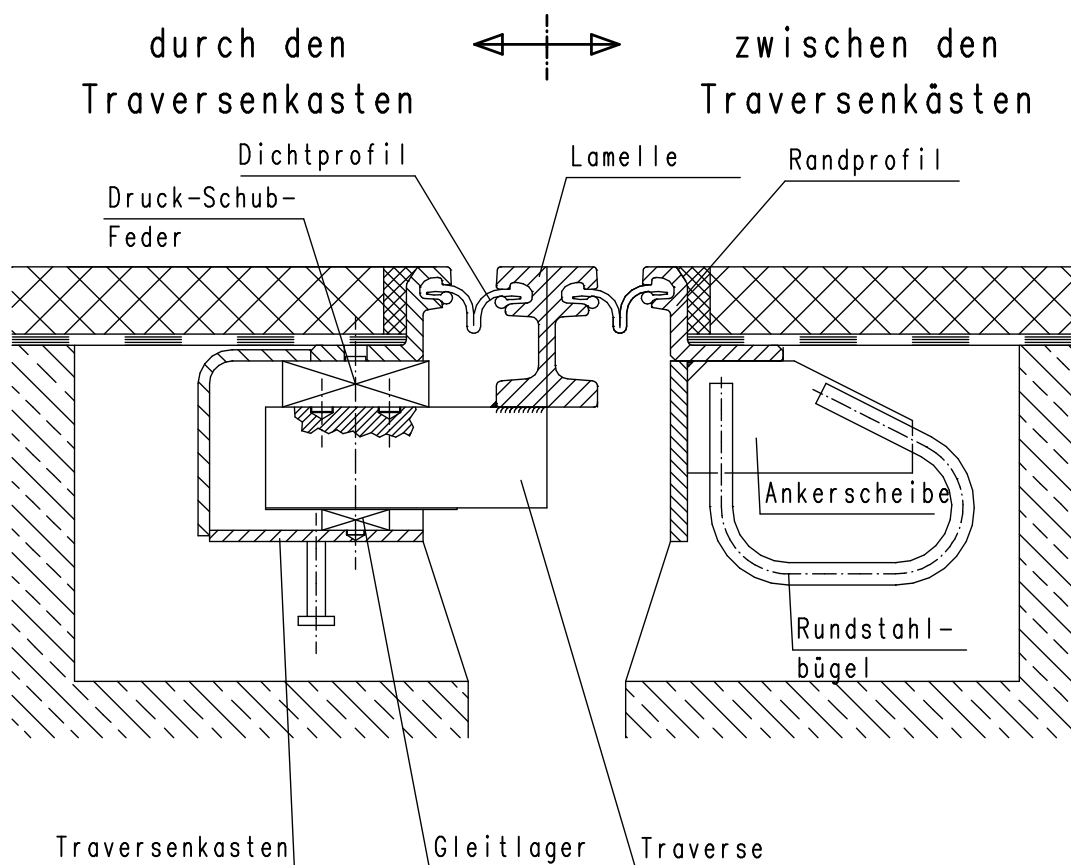 durch den
Traversenkasten
zwischen den
Traversenkästen
Dichtprofil
Lamelle
Randprofil
Druck-Schub-
Feder
Ankerscheibe
Rundstahl-
bügel
Traversenkasten
Gleitlager
Traverse